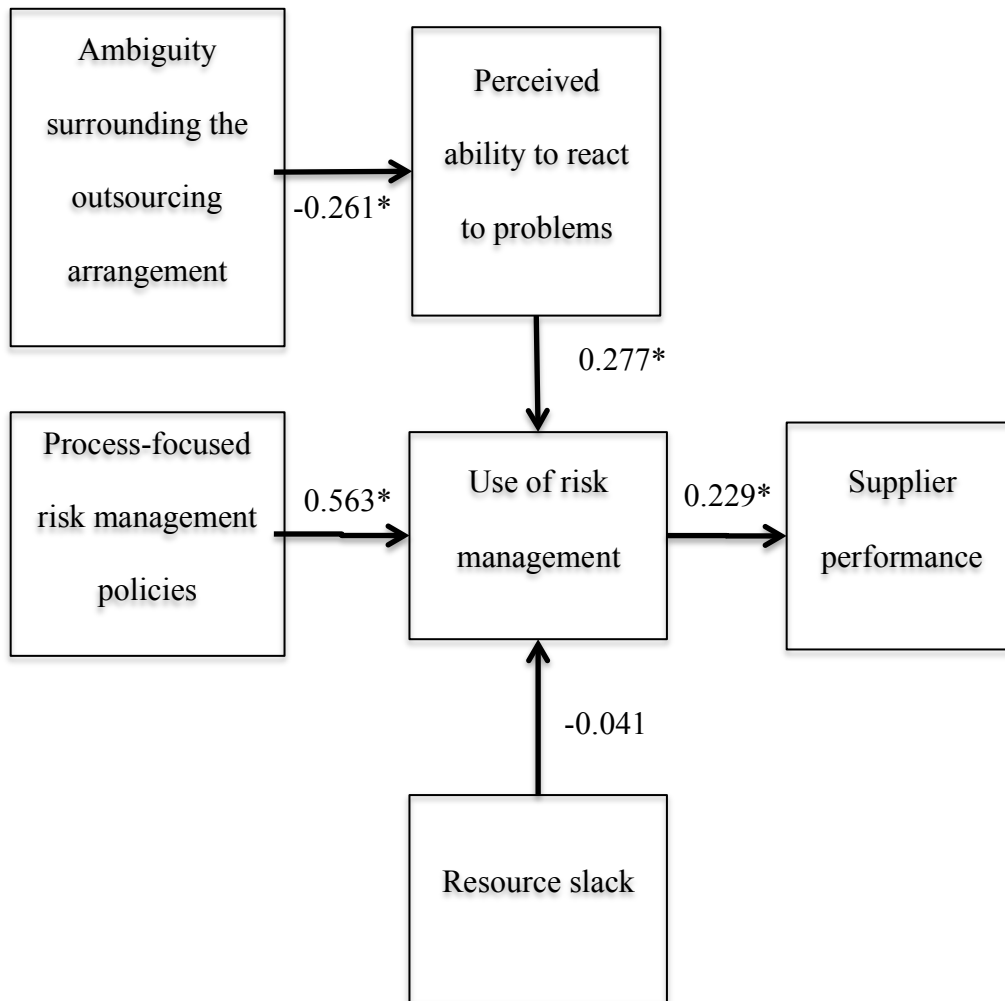 Ambiguity
surrounding the
outsourcing
arrangement
-0.261*
Perceived
ability to react
to problems
0.277*
Process-focused
risk management
policies
0.563*
Use of risk
management
0.229*
Supplier
performance
-0.041
Resource slack